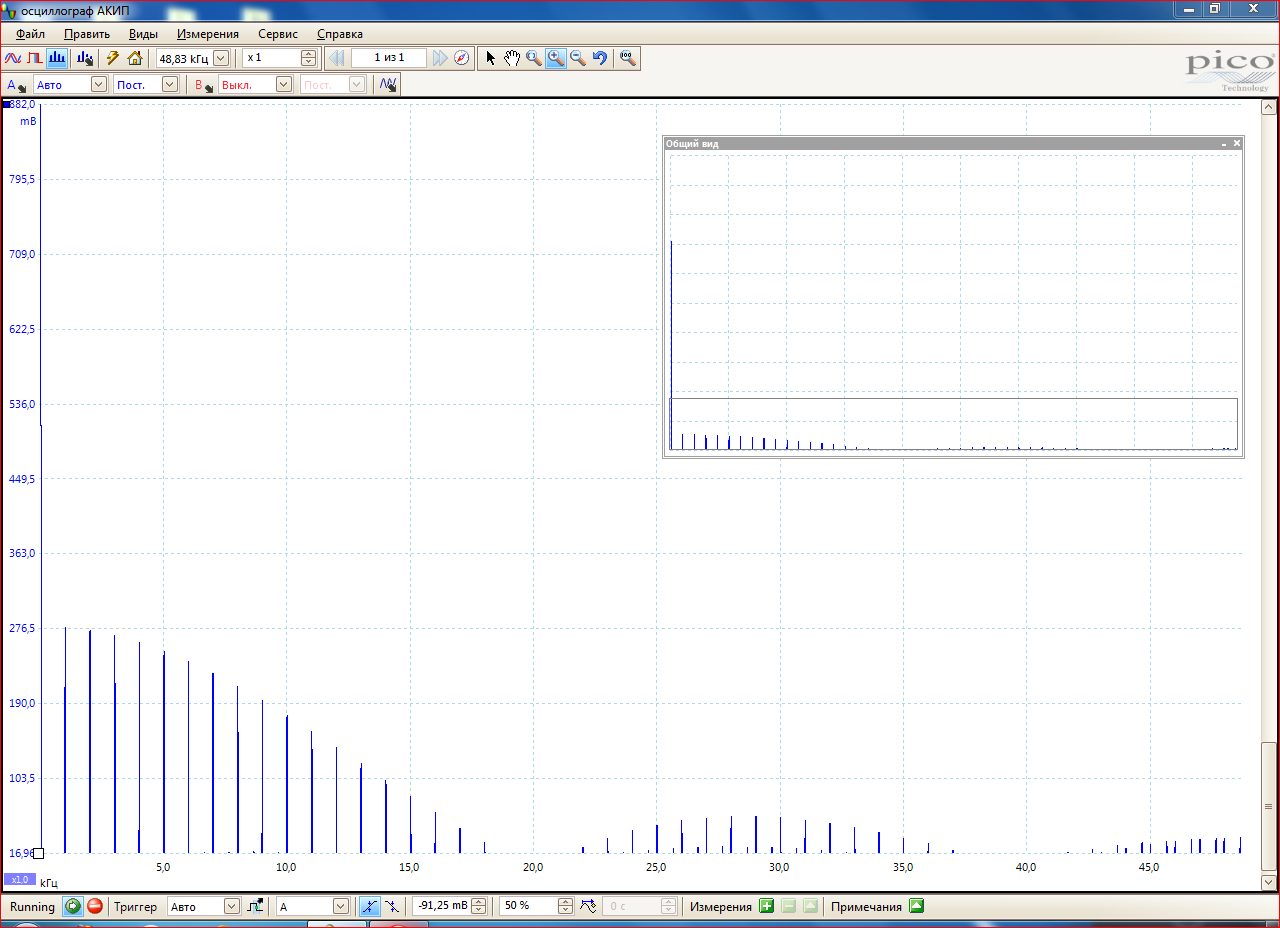 осциллограф АКИП
Файл Править Виды Измерения Сервис Справка
48,83 kГц x 1 1 из 1
pico
Technology
A Авто Пост. B Выкл. Пост.
882,0
mB
795,5
709,0
622,5
536,0
449,5
363,0
276,5
190,0
103,5
16,96
Общий вид
5,0 10,0 15,0 20,0 25,0 30,0 35,0 40,0 45,0
x1,0 кГц
Running Триггер Авто A -91,25 mB 50 % 0 с Измерения Примечания